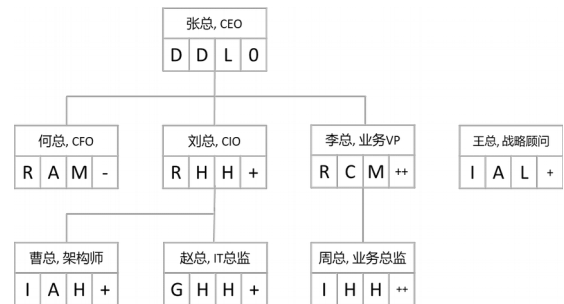 张总, CEO
D D L 0
何总, CFO
R A M -
刘总, CIO
R H H +
李总, 业务VP
R C M ++
王总, 战略顾问
I A L +
曹总, 架构师
I A H +
赵总, IT总监
G H H +
周总, 业务总监
I H H ++